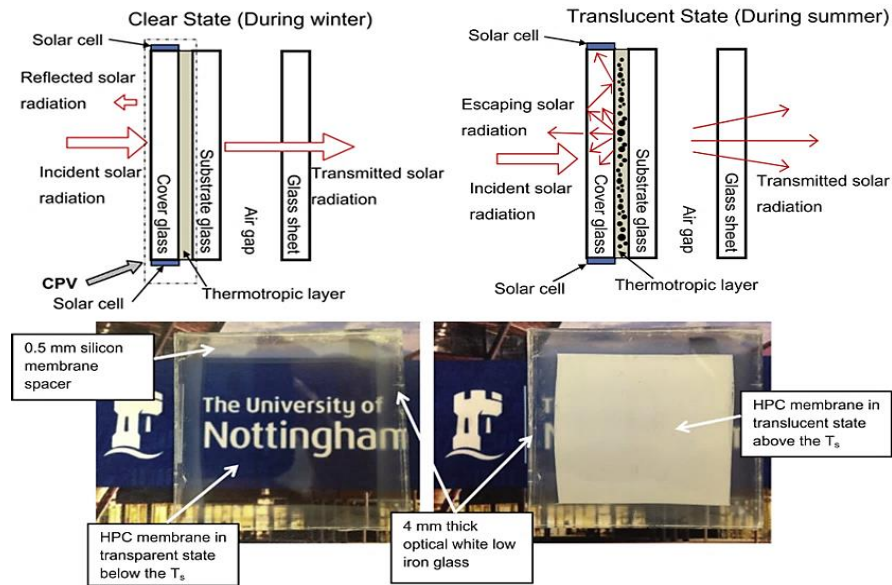 Clear State (During winter)
Solar cell
Reflected solar
radiation
Incident solar
radiation
Cover glass
Substrate glass
Air gap
Glass sheet
Transmitted solar
radiation
CPV
Solar cell
Thermotropic layer
Translucent State (During summer)
Solar cell
Escaping solar
radiation
Incident solar
radiation
Cover glass
Substrate glass
Air gap
Glass sheet
Transmitted solar
radiation
Solar cell
Thermotropic layer
0.5 mm silicon
membrane
spacer
The University of
Nottingham
HPC membrane in
transparent state
below the Ts
4 mm thick
optical white low
iron glass
N
HPC membrane in
translucent state
above the Ts